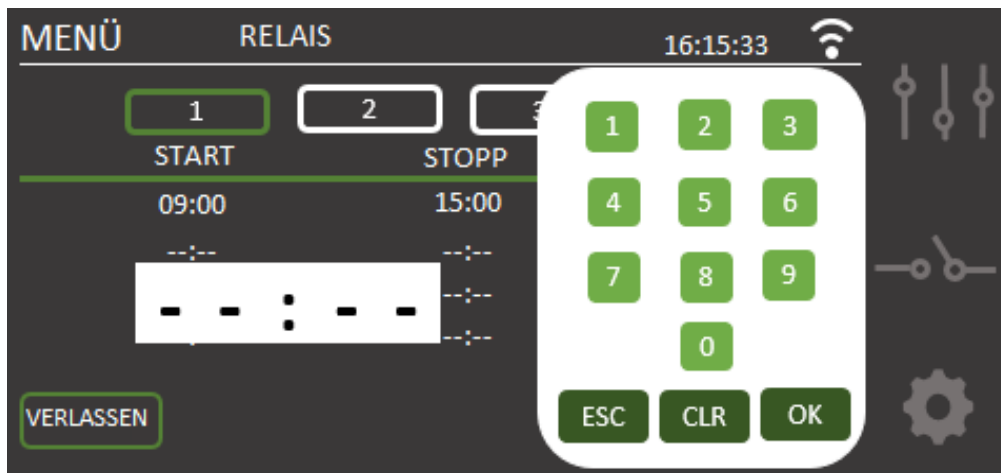 MENÜ RELAIS 16:15:33
1 2
START STOPP
09:00 15:00
--:-- --:--
--:--
--:--
- - : - -
VERLASSEN
1 2 3
4 5 6
7 8 9
0
ESC CLR OK